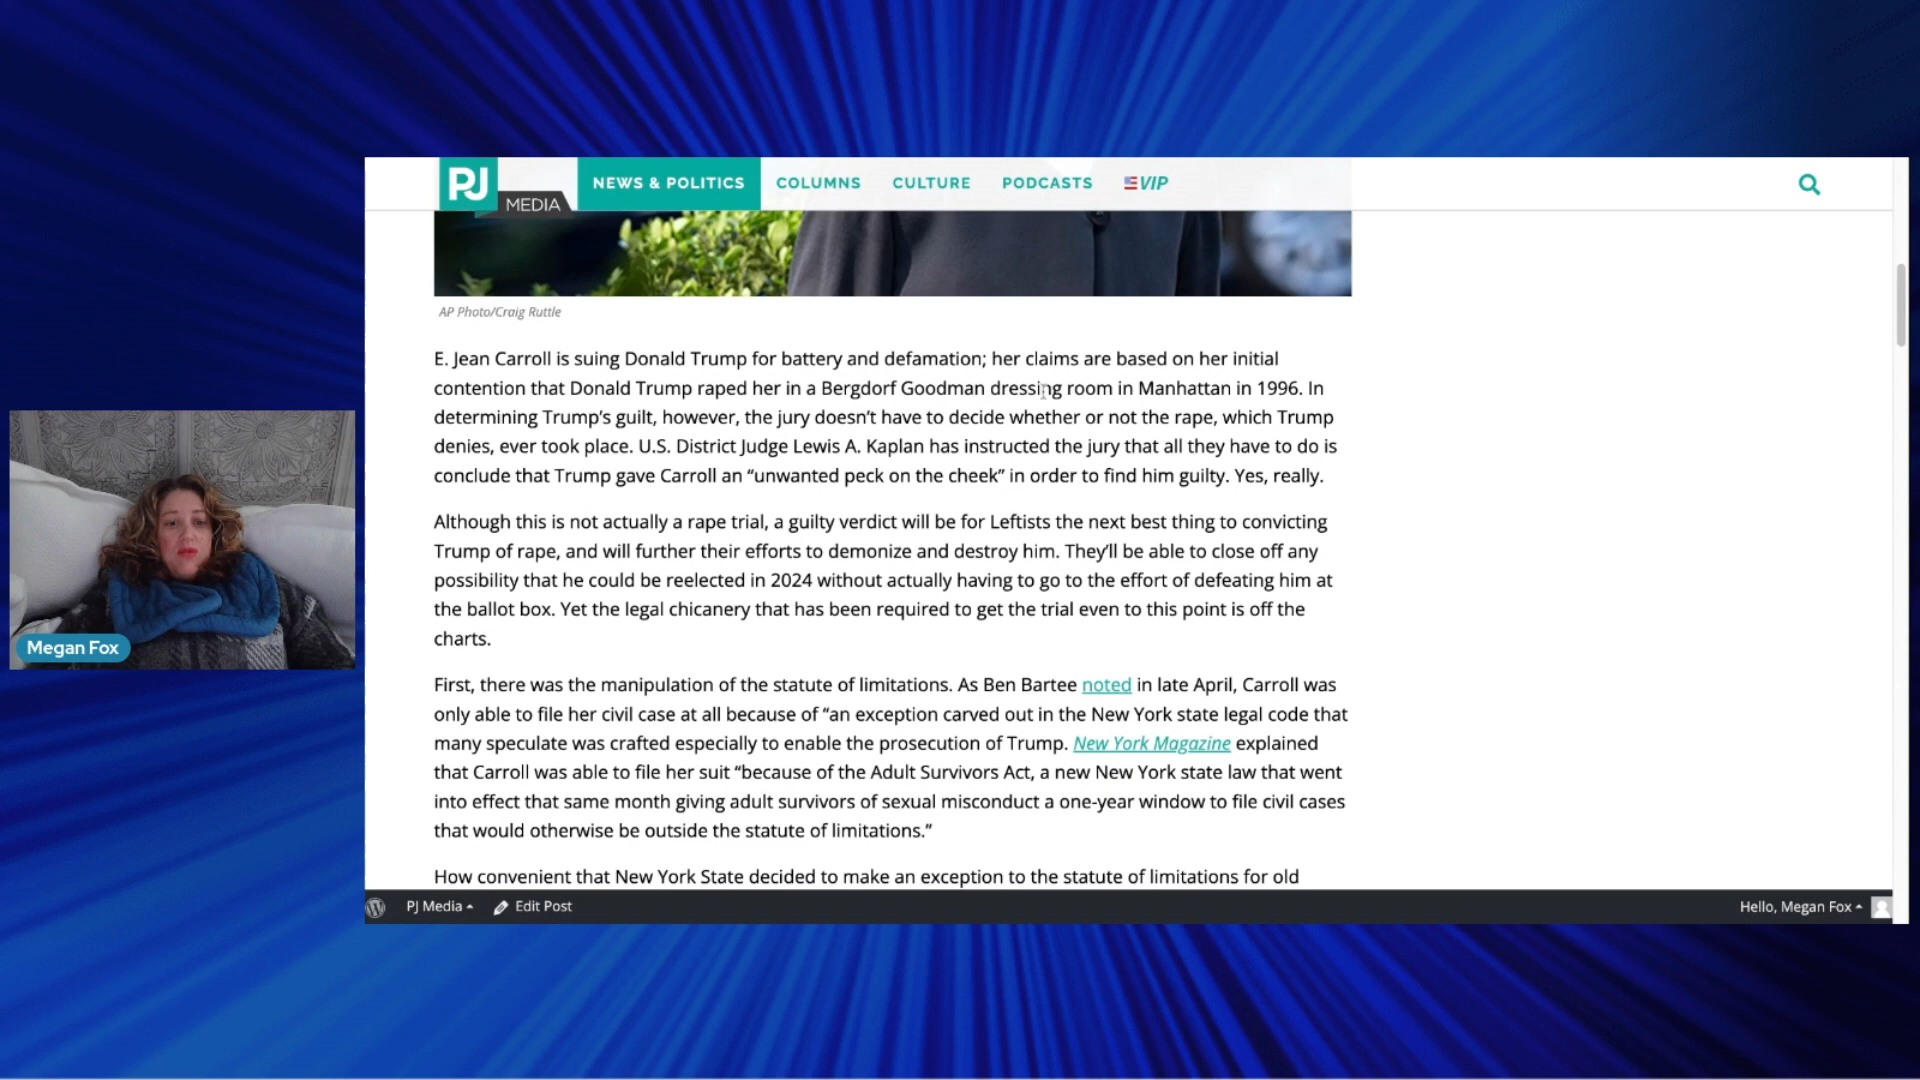 PJ
MEDIA
NEWS & POLITICS COLUMNS CULTURE PODCASTS VIP
AP Photo/Craig Ruttle
E. Jean Carroll is suing Donald Trump for battery and defamation; her claims are based on her initial
contention that Donald Trump raped her in a Bergdorf Goodman dressing room in Manhattan in 1996. In
determining Trump’s guilt, however, the jury doesn’t have to decide whether or not the rape, which Trump
denies, ever took place. U.S. District Judge Lewis A. Kaplan has instructed the jury that all they have to do is
conclude that Trump gave Carroll an “unwanted peck on the cheek” in order to find him guilty. Yes, really.
Although this is not actually a rape trial, a guilty verdict will be for Leftists the next best thing to convicting
Trump of rape, and will further their efforts to demonize and destroy him. They’ll be able to close off any
possibility that he could be reelected in 2024 without actually having to go to the effort of defeating him at
the ballot box. Yet the legal chicanery that has been required to get the trial even to this point is off the
charts.
First, there was the manipulation of the statute of limitations. As Ben Bartee noted in late April, Carroll was
only able to file her civil case at all because of “an exception carved out in the New York state legal code that
many speculate was crafted especially to enable the prosecution of Trump. New York Magazine explained
that Carroll was able to file her suit “because of the Adult Survivors Act, a new New York state law that went
into effect that same month giving adult survivors of sexual misconduct a one-year window to file civil cases
that would otherwise be outside the statute of limitations.”
How convenient that New York State decided to make an exception to the statute of limitations for old
PJ Media Edit Post Hello, Megan Fox
Megan Fox